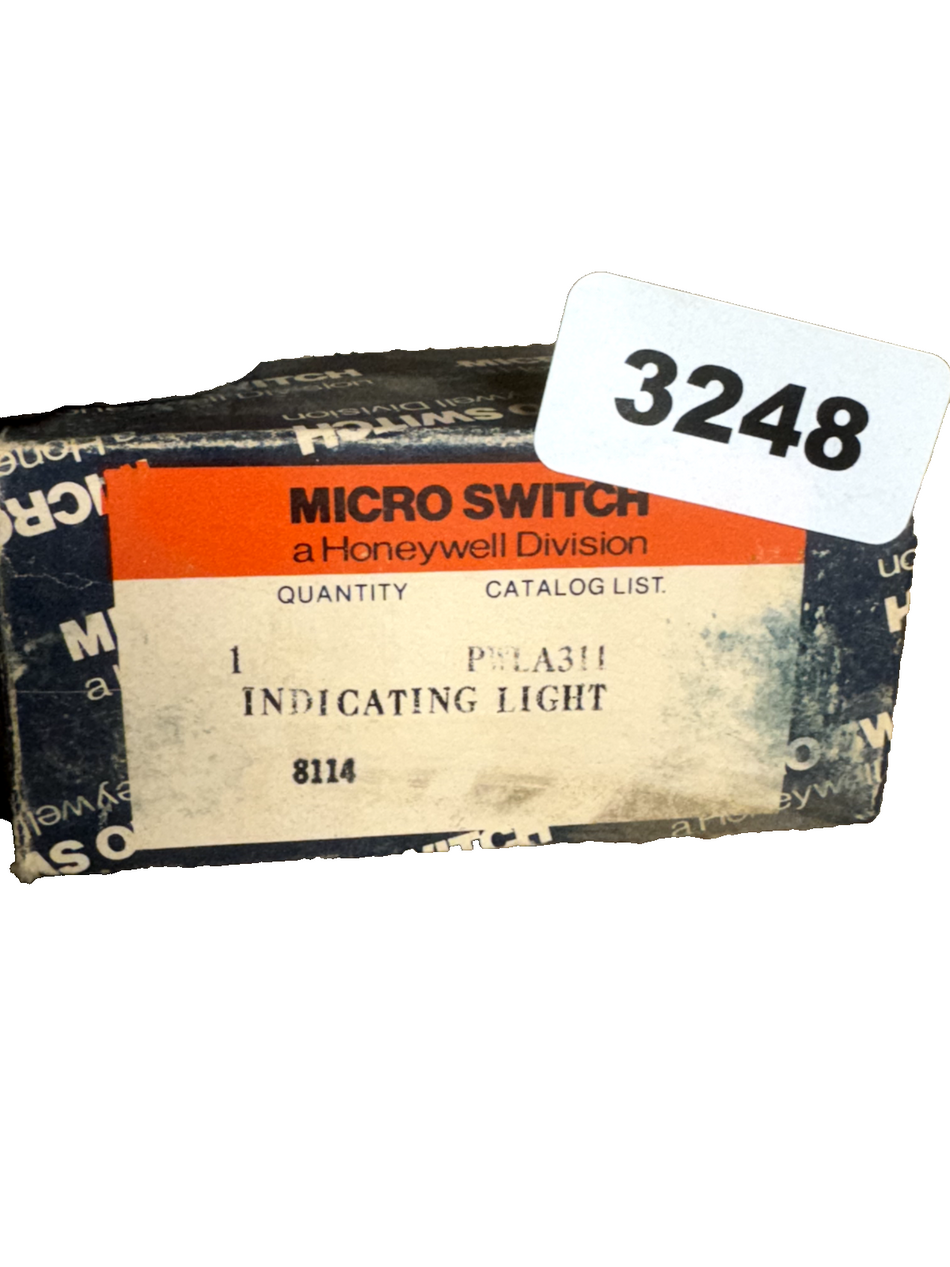 3248
MICRO SWITCH
a Honeywell Division
QUANTITY CATALOG LIST.
1 PWLA311
INDICATING LIGHT
8114